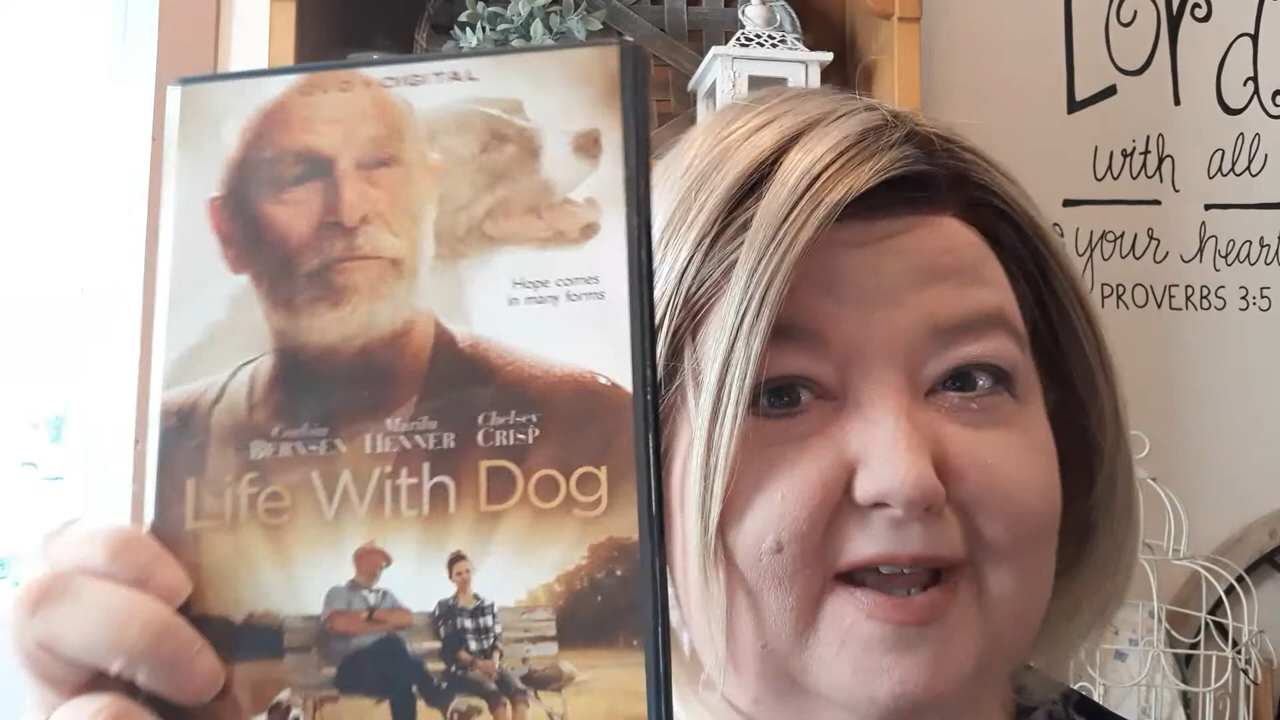 DIGITAL
Hope comes
in many forms
Corbin Marilu Chelsey
BERNSEN HENNER CRISP
Life With Dog
Lord
with all
your heart
PROVERBS 3:5